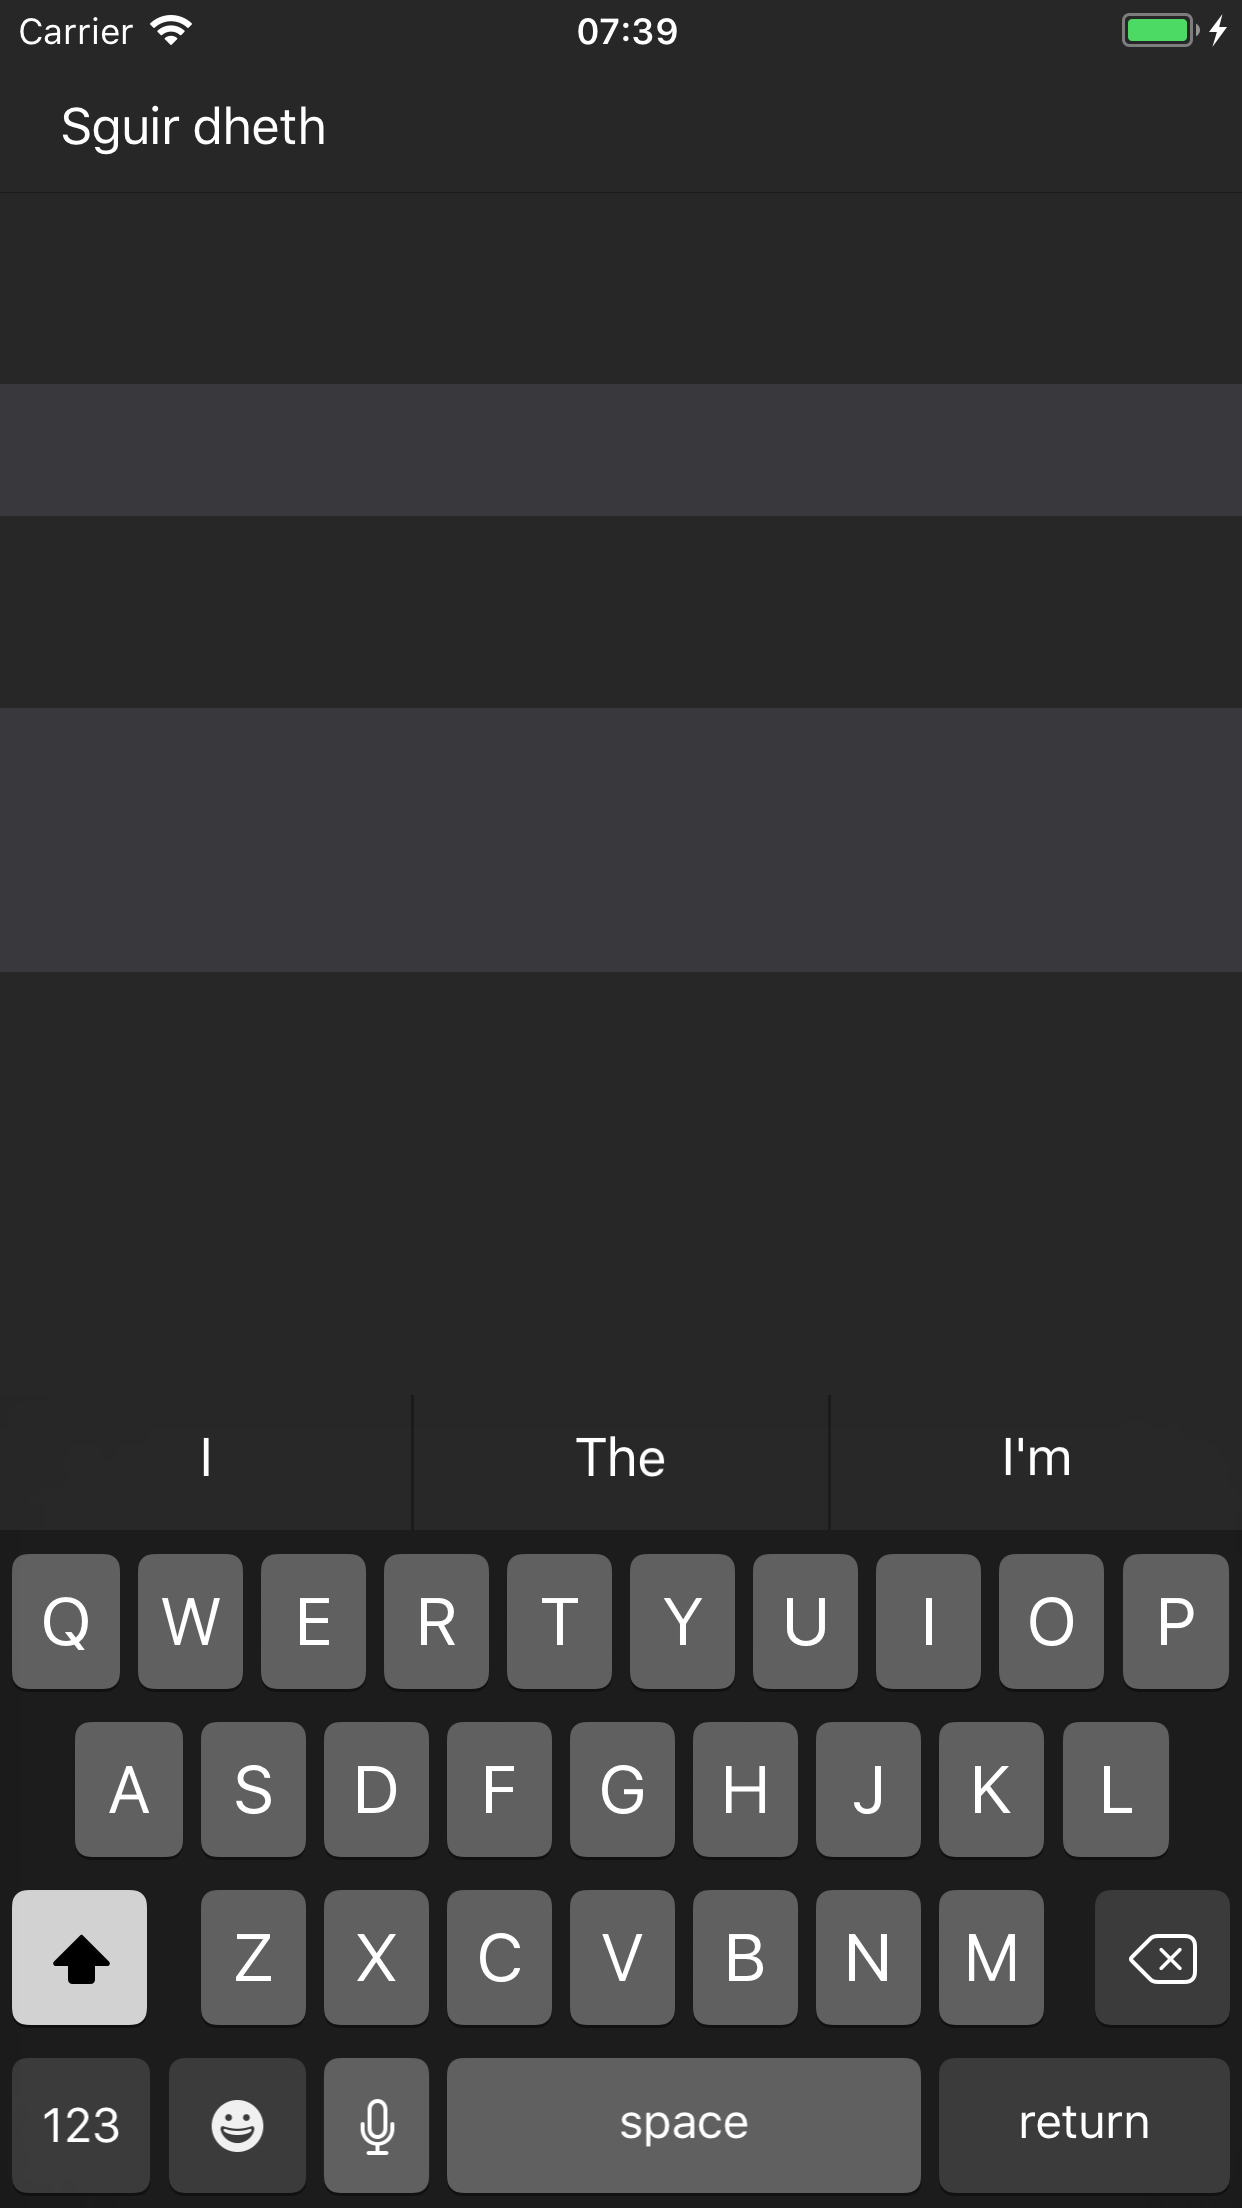 Carrier 07:39
Sguir dheth
I The I'm
Q W E R T Y U I O P
A S D F G H J K L
Z X C V B N M
123 space return